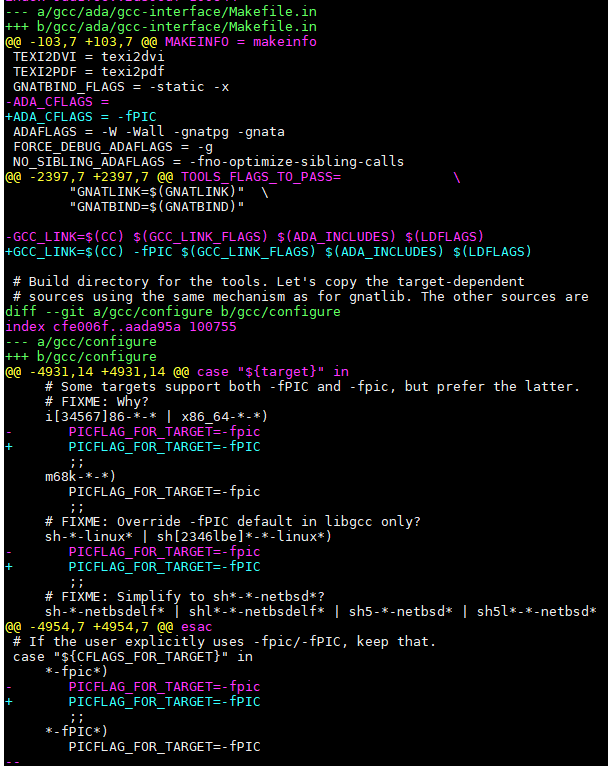 --- a/gcc/ada/gcc-interface/Makefile.in
+++ b/gcc/ada/gcc-interface/Makefile.in
@@ -103,7 +103,7 @@ MAKEINFO = makeinfo
 TEXI2DVI = texi2dvi
 TEXI2PDF = texi2pdf
 GNATBIND_FLAGS = -static -x
-ADA_CFLAGS =
+ADA_CFLAGS = -fPIC
 ADAFLAGS = -W -Wall -gnatpg -gnata
 FORCE_DEBUG_ADAFLAGS = -g
 NO_SIBLING_ADAFLAGS = -fno-optimize-sibling-calls
@@ -2397,7 +2397,7 @@ TOOLS_FLAGS_TO_PASS=              \
        "GNATLINK=$(GNATLINK)"  \
        "GNATBIND=$(GNATBIND)"
-GCC_LINK=$(CC) $(GCC_LINK_FLAGS) $(ADA_INCLUDES) $(LDFLAGS)
+GCC_LINK=$(CC) -fPIC $(GCC_LINK_FLAGS) $(ADA_INCLUDES) $(LDFLAGS)
 # Build directory for the tools. Let's copy the target-dependent
 # sources using the same mechanism as for gnatlib. The other sources are
diff --git a/gcc/configure b/gcc/configure
index cfe006f..aada95a 100755
--- a/gcc/configure
+++ b/gcc/configure
@@ -4931,14 +4931,14 @@ case "${target}" in
     # Some targets support both -fPIC and -fpic, but prefer the latter.
     # FIXME: Why?
     i[34567]86-*-* | x86_64-*-*)
-       PICFLAG_FOR_TARGET=-fpic
+       PICFLAG_FOR_TARGET=-fPIC
        ;;
     m68k-*-*)
        PICFLAG_FOR_TARGET=-fpic
        ;;
     # FIXME: Override -fPIC default in libgcc only?
     sh-*-linux* | sh[2346lbe]*-*-linux*)
-       PICFLAG_FOR_TARGET=-fpic
+       PICFLAG_FOR_TARGET=-fPIC
        ;;
     # FIXME: Simplify to sh*-*-netbsd*?
     sh-*-netbsdelf* | shl*-*-netbsdelf* | sh5-*-netbsd* | sh5l*-*-netbsd*
@@ -4954,7 +4954,7 @@ esac
 # If the user explicitly uses -fpic/-fPIC, keep that.
 case "${CFLAGS_FOR_TARGET}" in
     *-fpic*)
-       PICFLAG_FOR_TARGET=-fpic
+       PICFLAG_FOR_TARGET=-fPIC
        ;;
     *-fPIC*)
        PICFLAG_FOR_TARGET=-fPIC
--